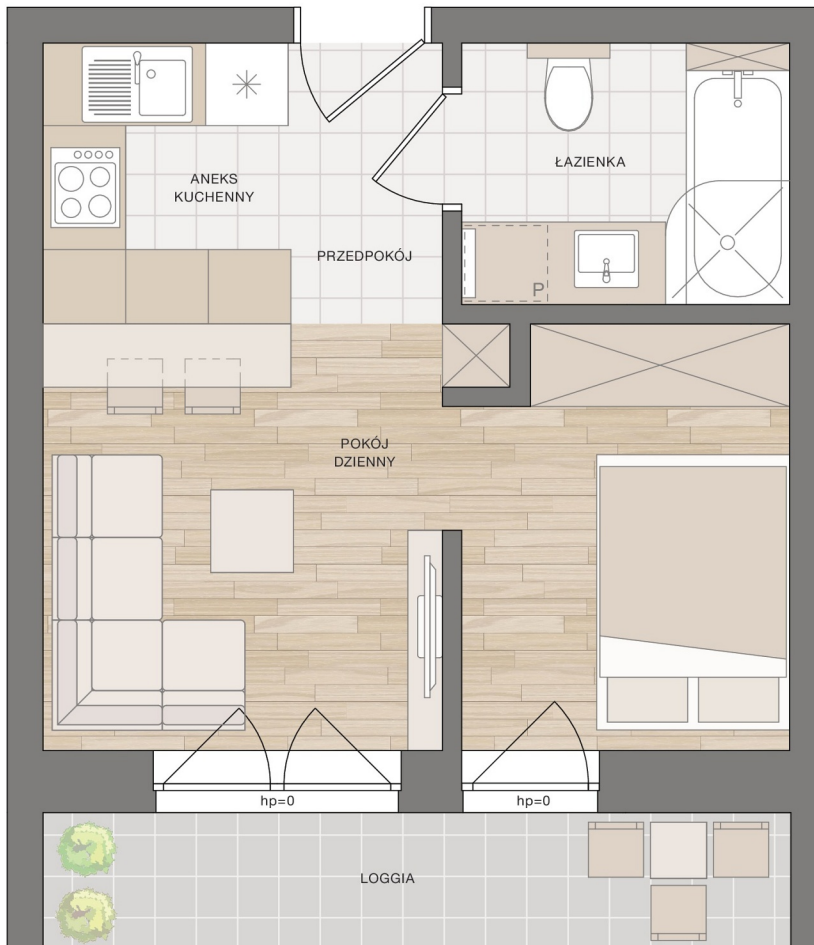 ANEKS
KUCHENNY
ŁAZIENKA
PRZEDPOKÓJ
P
POKÓJ
DZIENNY
hp=0
hp=0
LOGGIA